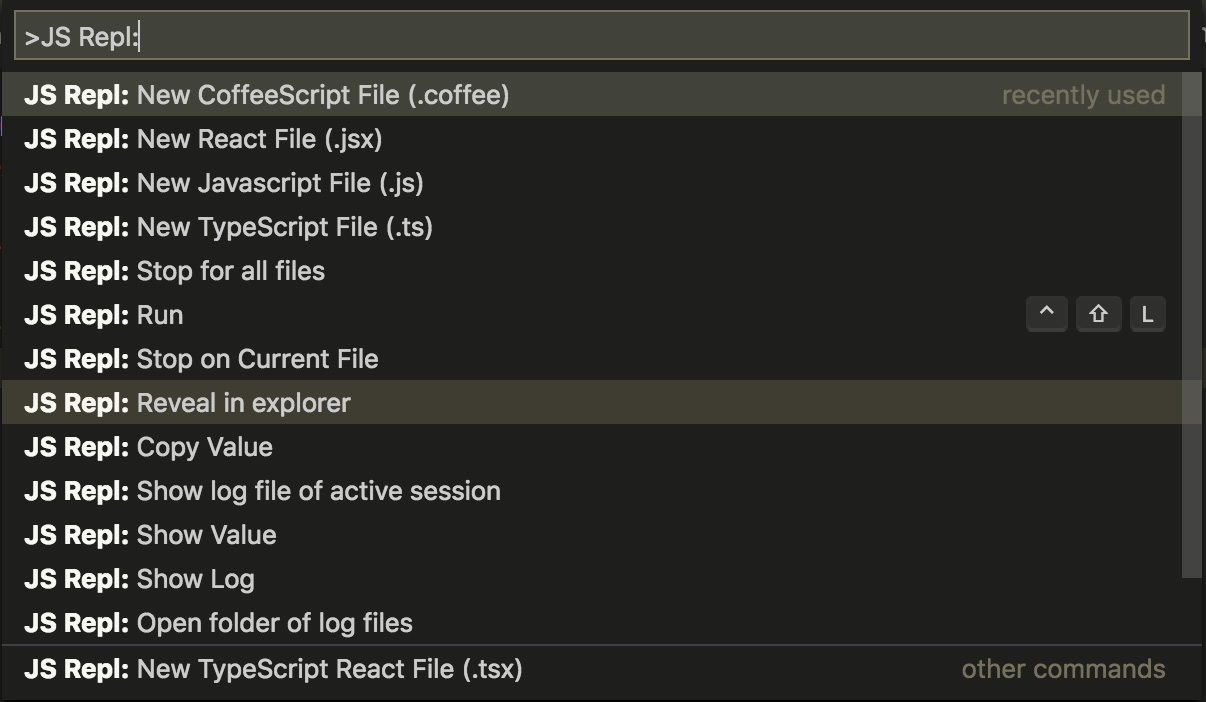 >JS Repl:
JS Repl: New CoffeeScript File (.coffee) recently used
JS Repl: New React File (.jsx)
JS Repl: New Javascript File (.js)
JS Repl: New TypeScript File (.ts)
JS Repl: Stop for all files
JS Repl: Run ^ ⇧ L
JS Repl: Stop on Current File
JS Repl: Reveal in explorer
JS Repl: Copy Value
JS Repl: Show log file of active session
JS Repl: Show Value
JS Repl: Show Log
JS Repl: Open folder of log files
JS Repl: New TypeScript React File (.tsx) other commands